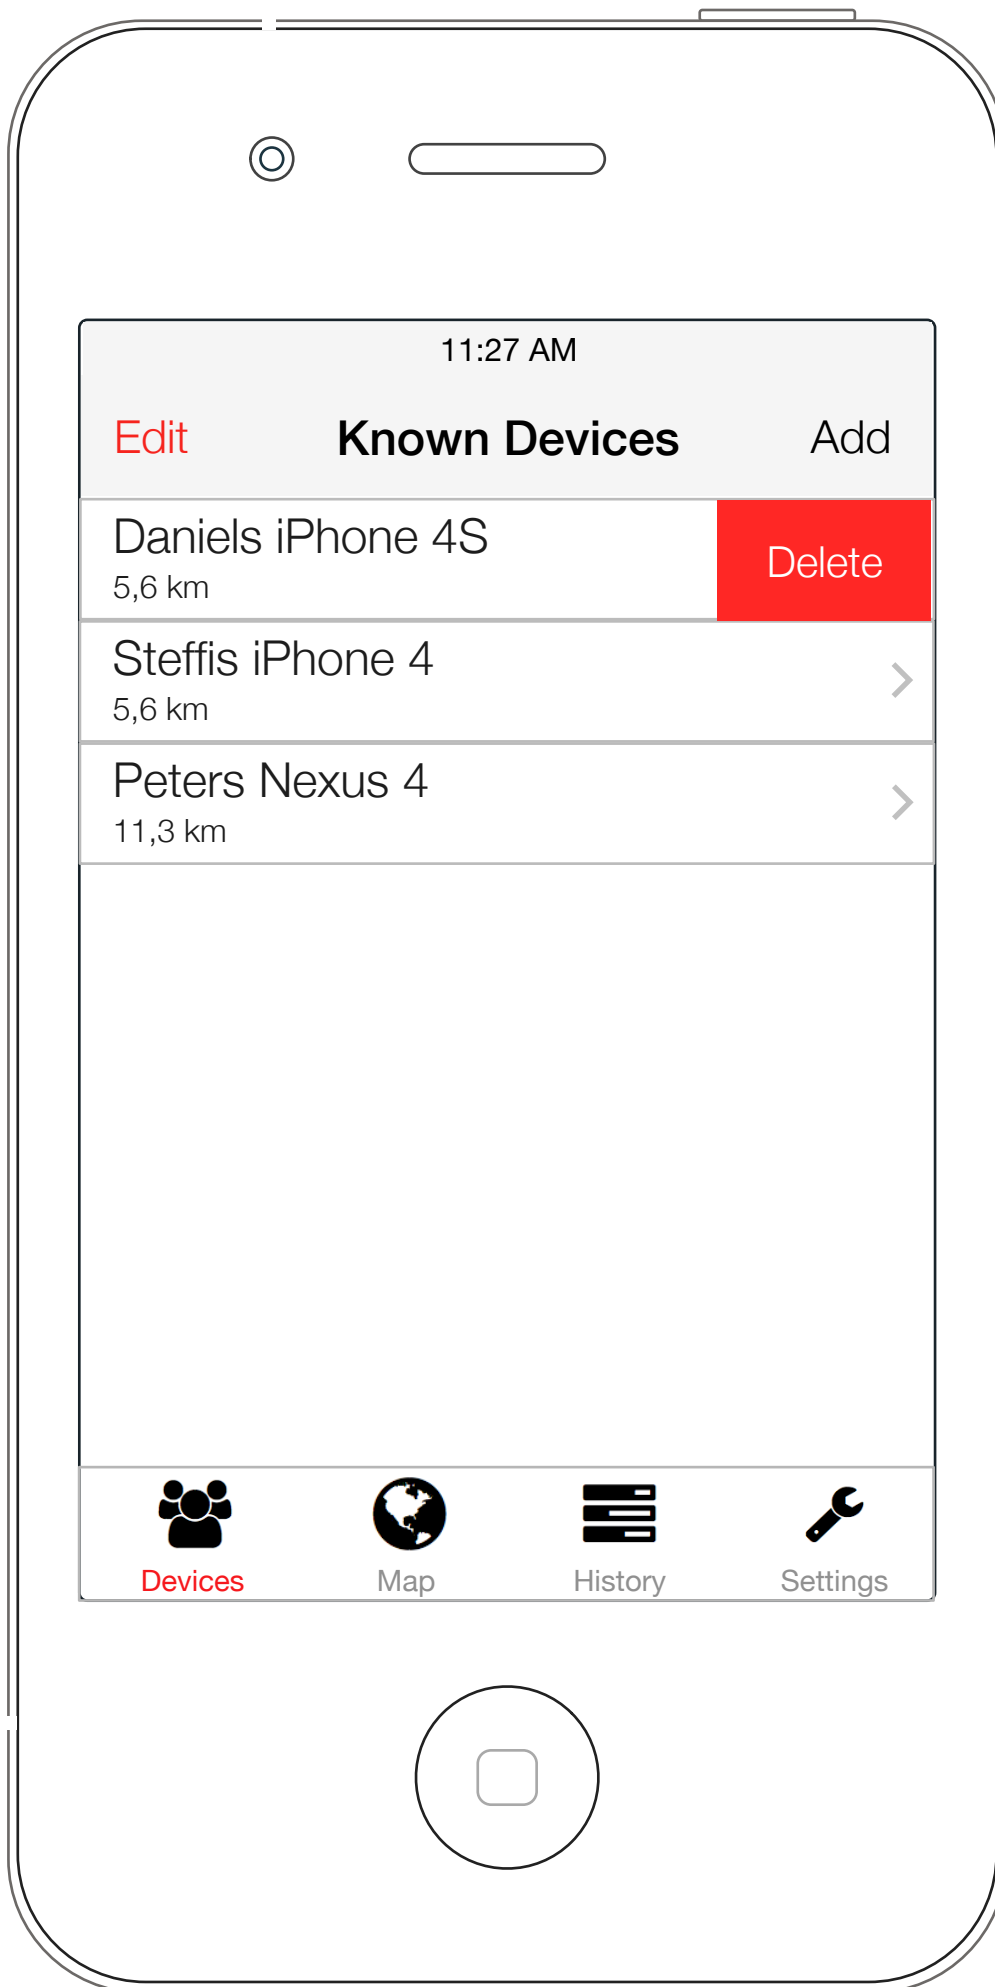 11:27 AM
Edit Known Devices Add
Daniels iPhone 4S
5,6 km
Delete
Steffis iPhone 4
5,6 km
Peters Nexus 4
11,3 km
Devices Map History Settings